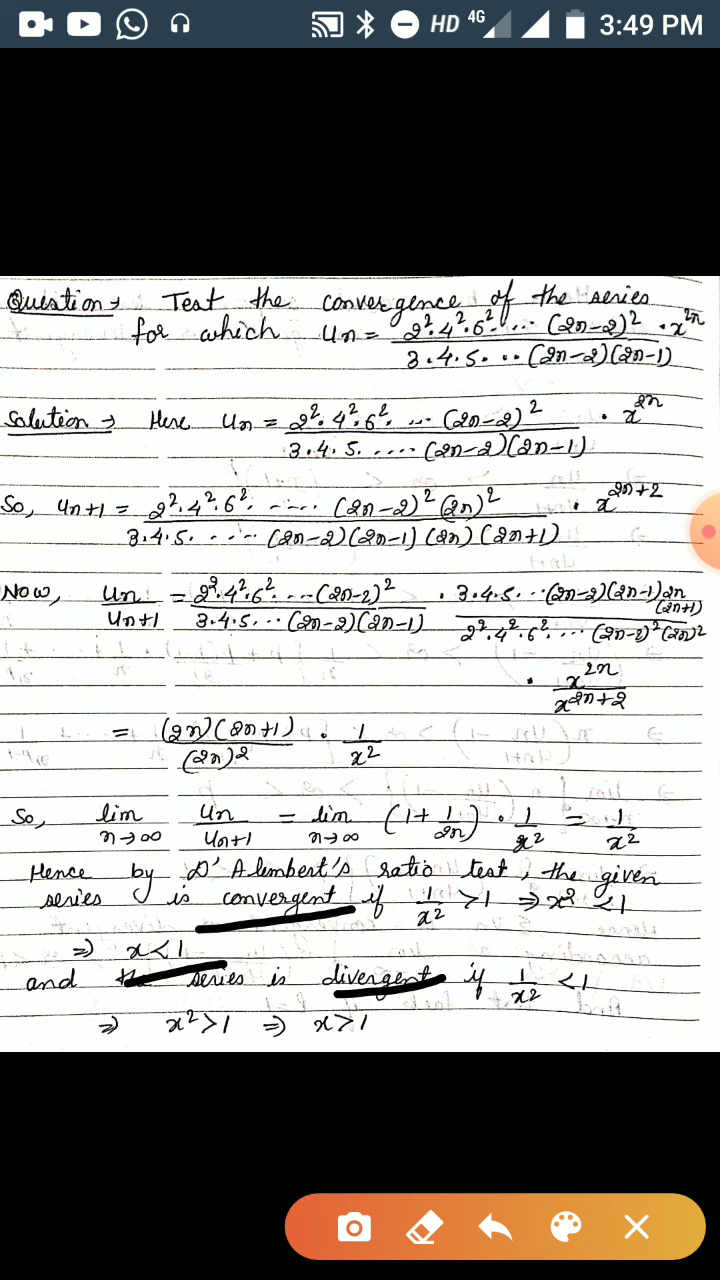 HD 4G 3:49 PM
Question → Test the convergence of the series
for which Un = 2².4².6².... (2n-2)² . x²ⁿ
3.4.5. .. (2n-2)(2n-1)
Solution → Here Un = 2².4².6². .... (2n-2)² . x²ⁿ
3.4.5. .... (2n-2)(2n-1)
So, Un+1 = 2².4².6². ..... (2n-2)² (2n)² . x²ⁿ⁺²
3.4.5. ..... (2n-2)(2n-1)(2n)(2n+1)
Now, Un = 2².4².6². ...(2n-2)² . 3.4.5...(2n-2)(2n-1)2n (2n+1)
Un+1 3.4.5...(2n-2)(2n-1) 2².4².6². ... (2n-2)²(2n)²
. x²ⁿ
x²ⁿ⁺²
= (2n)(2n+1) . 1
(2n)² x²
So, lim Un = lim (1 + 1/2n) . 1 = 1
n→∞ Un+1 n→∞ x² x²
Hence by D'Alembert's ratio test, the given
series is convergent if 1/x² > 1 ⇒ x² < 1
⇒ x < 1
and the series is divergent if 1/x² < 1
⇒ x² > 1 ⇒ x > 1